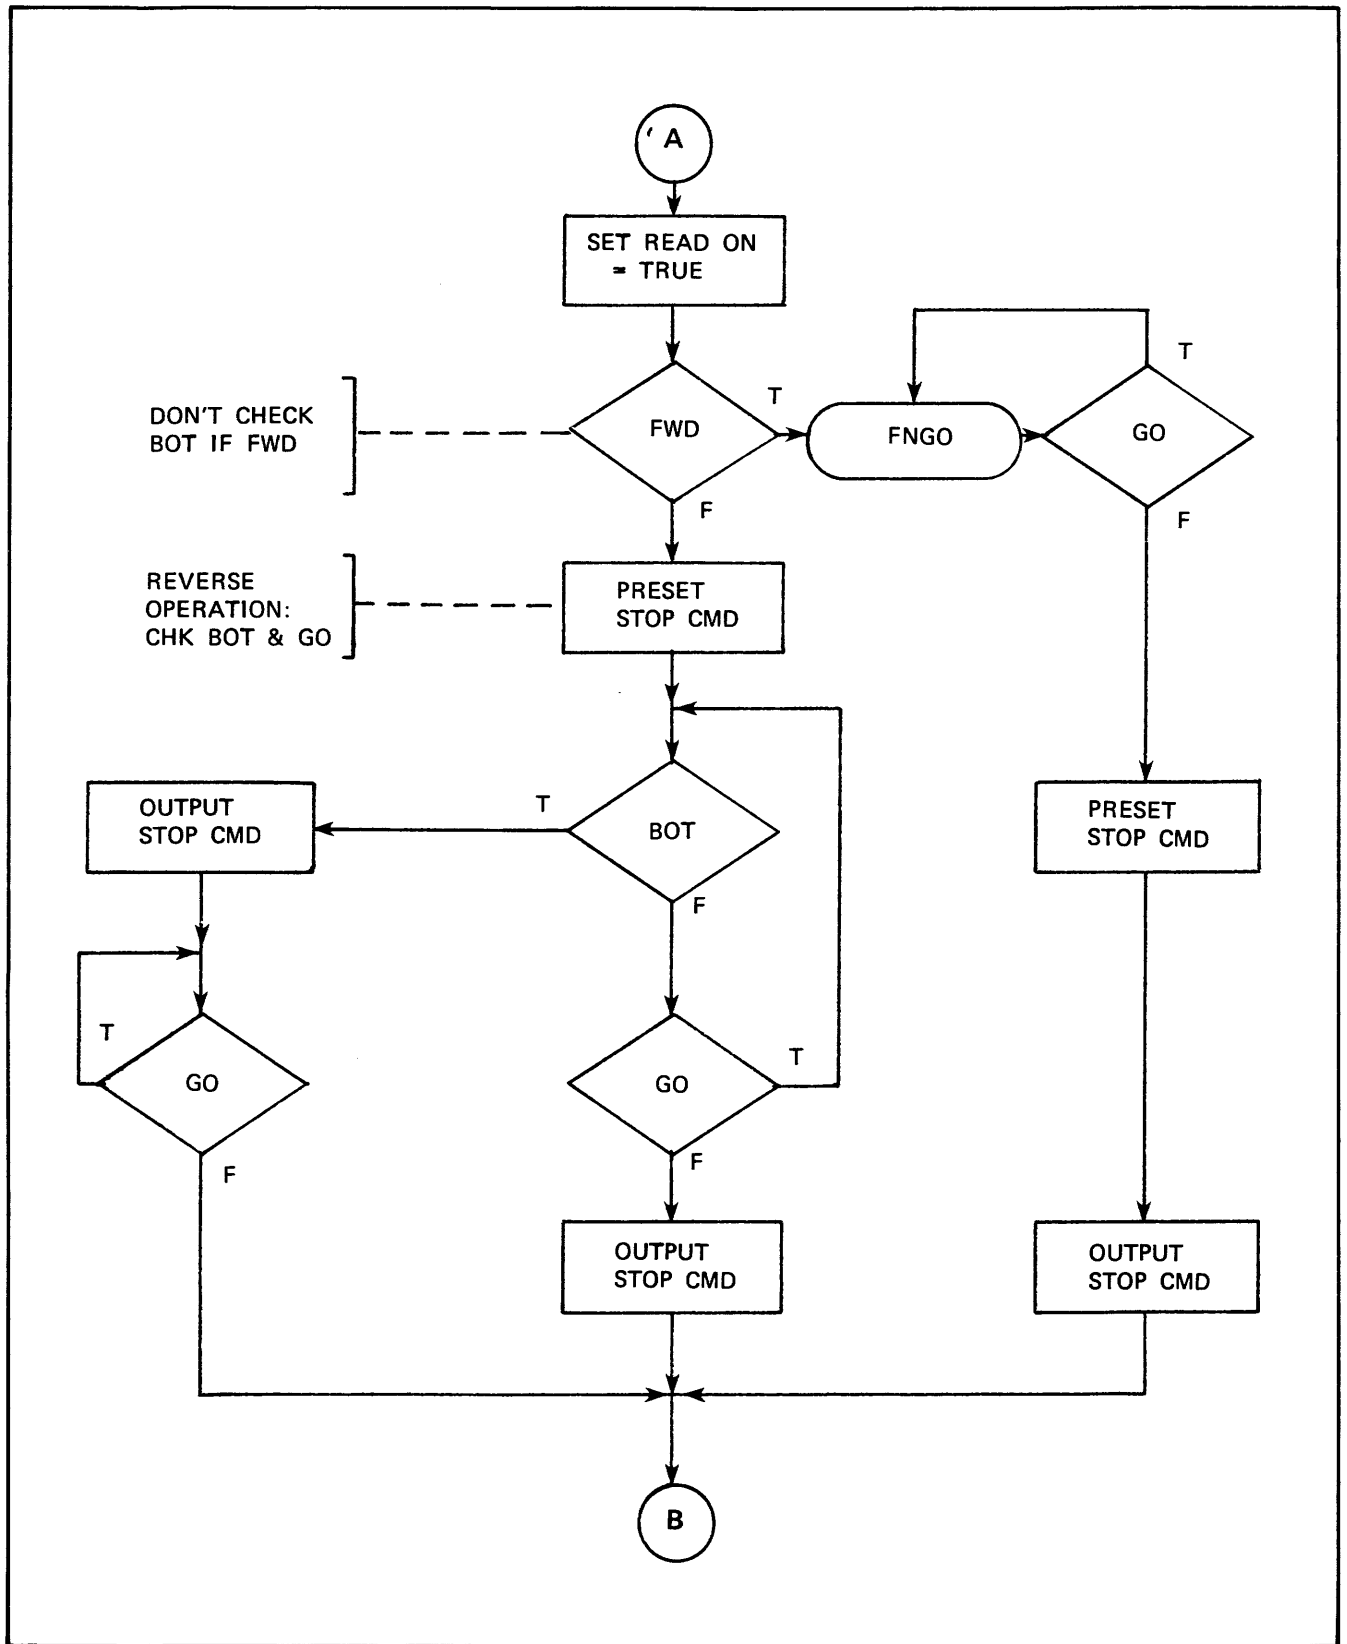 A
SET READ ON
= TRUE
T
DON'T CHECK
BOT IF FWD
FWD
T
FNGO
GO
F
F
REVERSE
OPERATION:
CHK BOT & GO
PRESET
STOP CMD
OUTPUT
STOP CMD
T
BOT
PRESET
STOP CMD
F
T
GO
GO
T
F
F
OUTPUT
STOP CMD
OUTPUT
STOP CMD
B